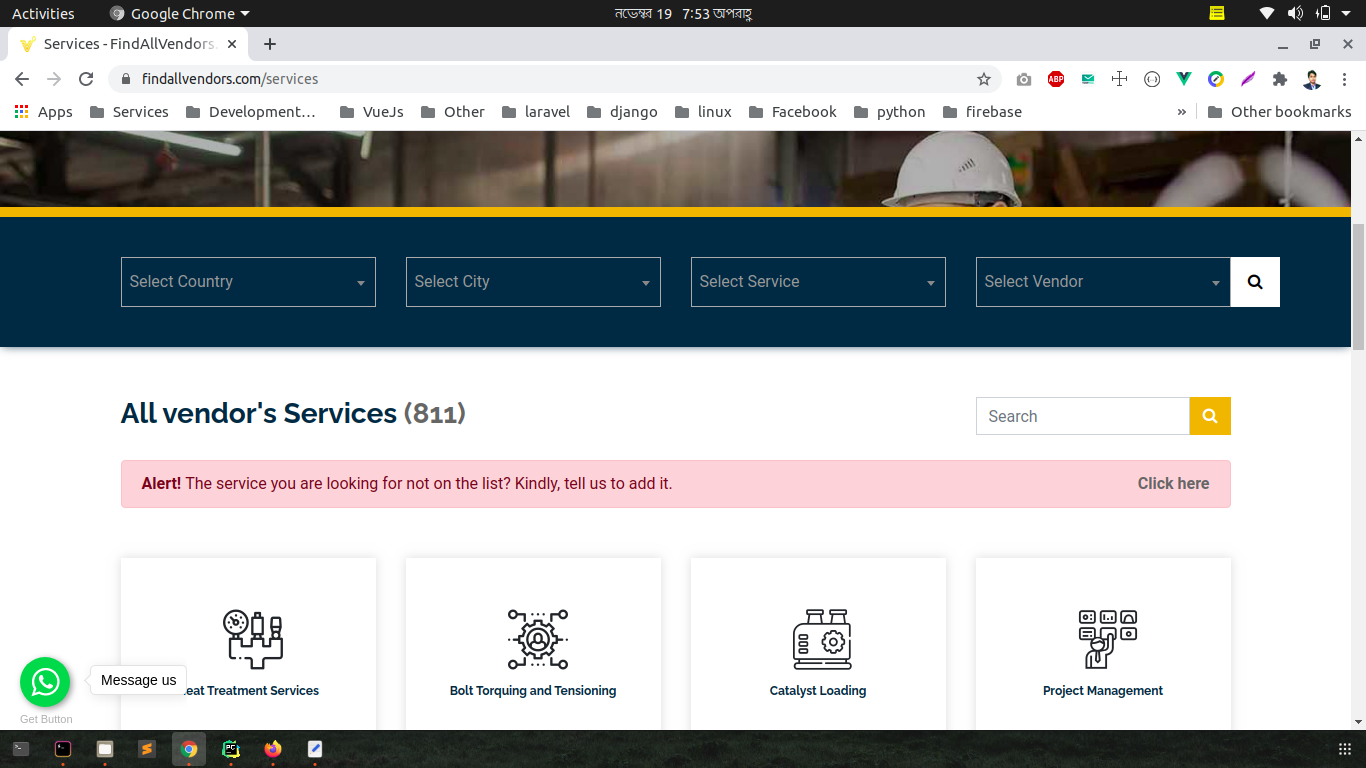 Activities
Google Chrome
নভেম্বর 19 7:53 অপরাহ্ণ
Services - FindAllVendors.
findallvendors.com/services
ABP
Apps
Services
Development…
VueJs
Other
laravel
django
linux
Facebook
python
firebase
»
Other bookmarks
Select Country
Select City
Select Service
Select Vendor
All vendor's Services (811)
Search
Alert! The service you are looking for not on the list? Kindly, tell us to add it.
Click here
eat Treatment Services
Bolt Torquing and Tensioning
Catalyst Loading
Project Management
Message us
Get Button
PC